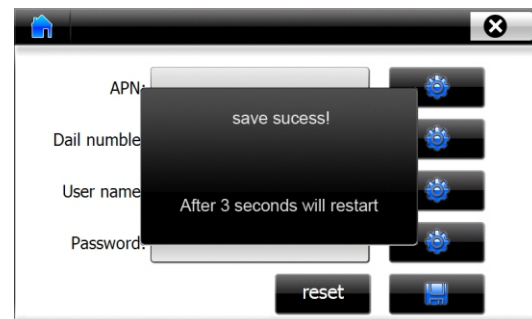 APN:
save sucess!
Dail numble
User name
After 3 seconds will restart
Password:
reset